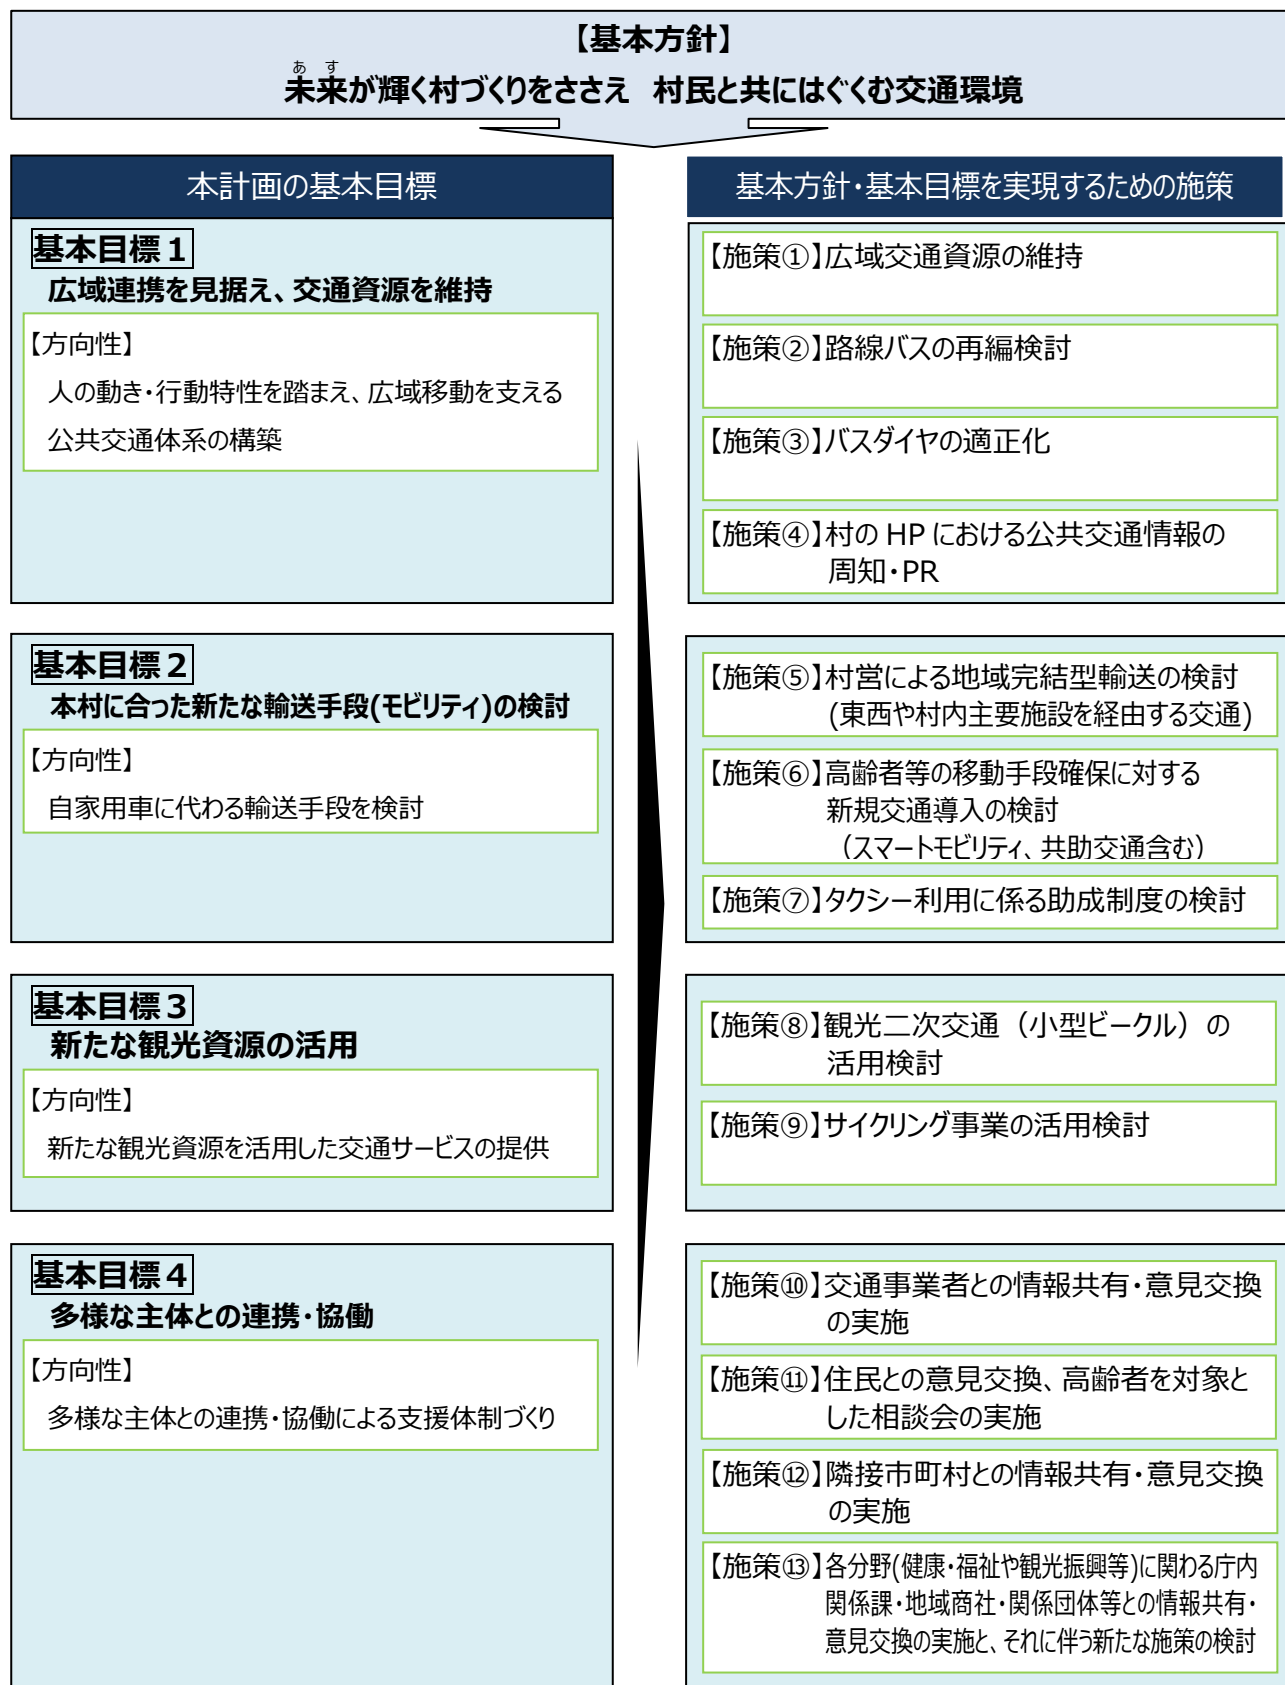 【基本方針】
あ す
未来が輝く村づくりをささえ 村民と共にはぐくむ交通環境
本計画の基本目標
基本目標1
広域連携を見据え、交通資源を維持
【方向性】
人の動き・行動特性を踏まえ、広域移動を支える
公共交通体系の構築
基本方針・基本目標を実現するための施策
【施策①】広域交通資源の維持
【施策②】路線バスの再編検討
【施策③】バスダイヤの適正化
【施策④】村の HP における公共交通情報の
周知・PR
基本目標2
本村に合った新たな輸送手段(モビリティ)の検討
【方向性】
自家用車に代わる輸送手段を検討
【施策⑤】村営による地域完結型輸送の検討
(東西や村内主要施設を経由する交通)
【施策⑥】高齢者等の移動手段確保に対する
新規交通導入の検討
（スマートモビリティ、共助交通含む）
【施策⑦】タクシー利用に係る助成制度の検討
基本目標3
新たな観光資源の活用
【方向性】
新たな観光資源を活用した交通サービスの提供
【施策⑧】観光二次交通（小型ビークル）の
活用検討
【施策⑨】サイクリング事業の活用検討
基本目標4
多様な主体との連携・協働
【方向性】
多様な主体との連携・協働による支援体制づくり
【施策⑩】交通事業者との情報共有・意見交換
の実施
【施策⑪】住民との意見交換、高齢者を対象と
した相談会の実施
【施策⑫】隣接市町村との情報共有・意見交換
の実施
【施策⑬】各分野(健康・福祉や観光振興等)に関わる庁内
関係課・地域商社・関係団体等との情報共有・
意見交換の実施と、それに伴う新たな施策の検討